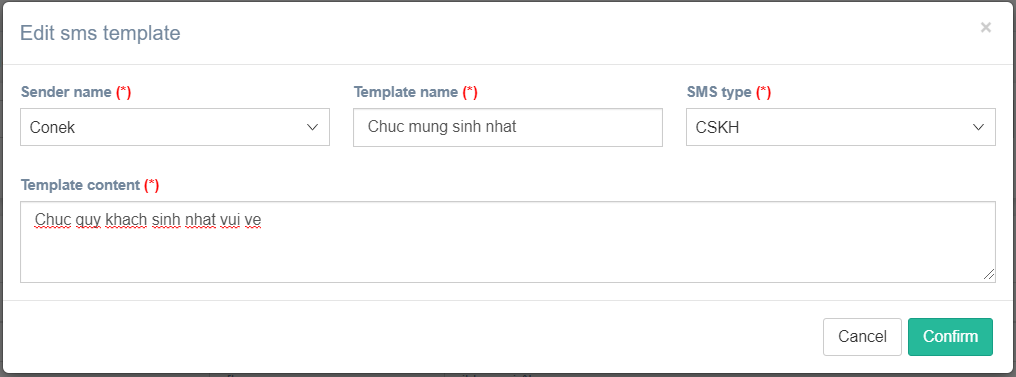 Edit sms template
×
Sender name (*) Template name (*) SMS type (*)
Conek Chuc mung sinh nhat CSKH
Template content (*)
Chuc quy khach sinh nhat vui ve
Cancel Confirm